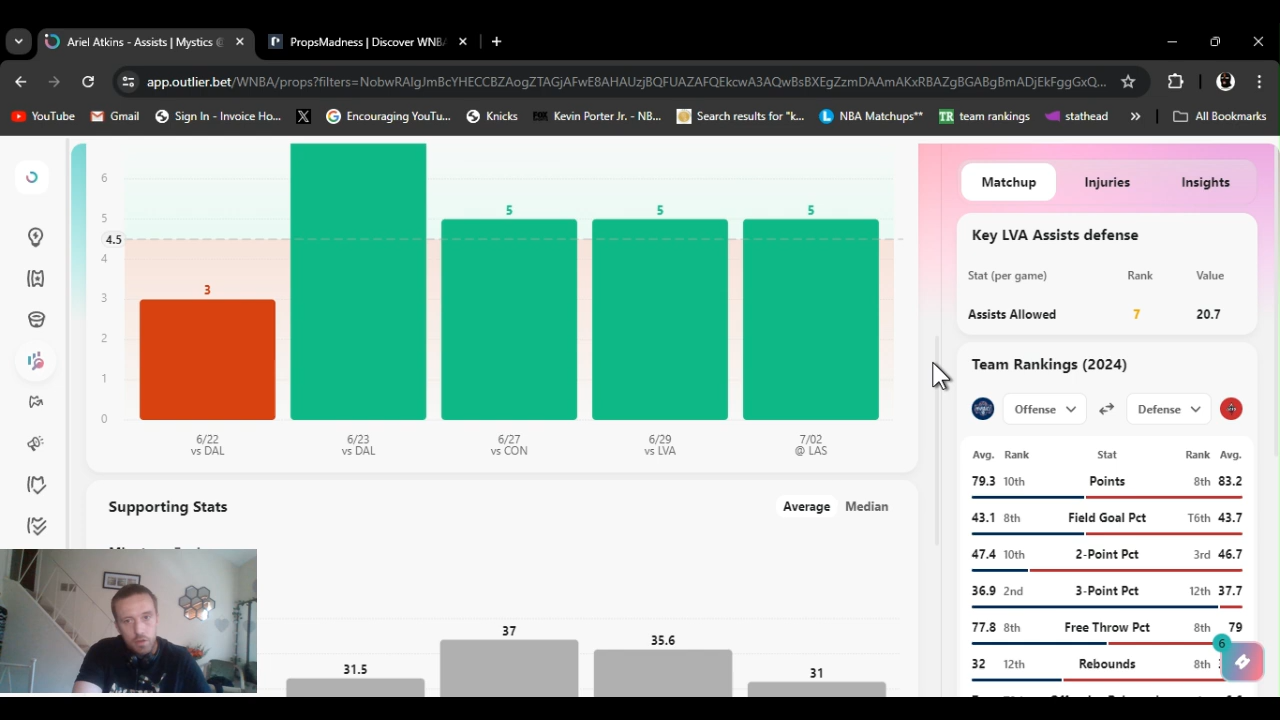 Ariel Atkins - Assists | Mystics @
PropsMadness | Discover WNBA
app.outlier.bet/WNBA/props?filters=NobwRAIgJmBcYHECCBZAogZTAGjAFwE8AHAUzjBQFUAZAFQEkcwA3AQwBsBXEgZzmDAAmAKxRBAZgBGABgBmADjEkFggGxQ...
YouTube
Gmail
Sign In - Invoice Ho...
Encouraging YouTu...
Knicks
Kevin Porter Jr. - NB...
Search results for "k...
NBA Matchups**
TR team rankings
stathead
»
All Bookmarks
6
5
4.5
4
3
2
1
0
3
5
5
5
6/22
vs DAL
6/23
vs DAL
6/27
vs CON
6/29
vs LVA
7/02
@ LAS
Supporting Stats
Average Median
31.5
37
35.6
31
Matchup Injuries Insights
Key LVA Assists defense
Stat (per game) Rank Value
Assists Allowed 7 20.7
Team Rankings (2024)
Offense Defense
Avg. Rank Stat Rank Avg.
79.3 10th Points 8th 83.2
43.1 8th Field Goal Pct T6th 43.7
47.4 10th 2-Point Pct 3rd 46.7
36.9 2nd 3-Point Pct 12th 37.7
77.8 8th Free Throw Pct 8th 79
32 12th Rebounds 8th
6